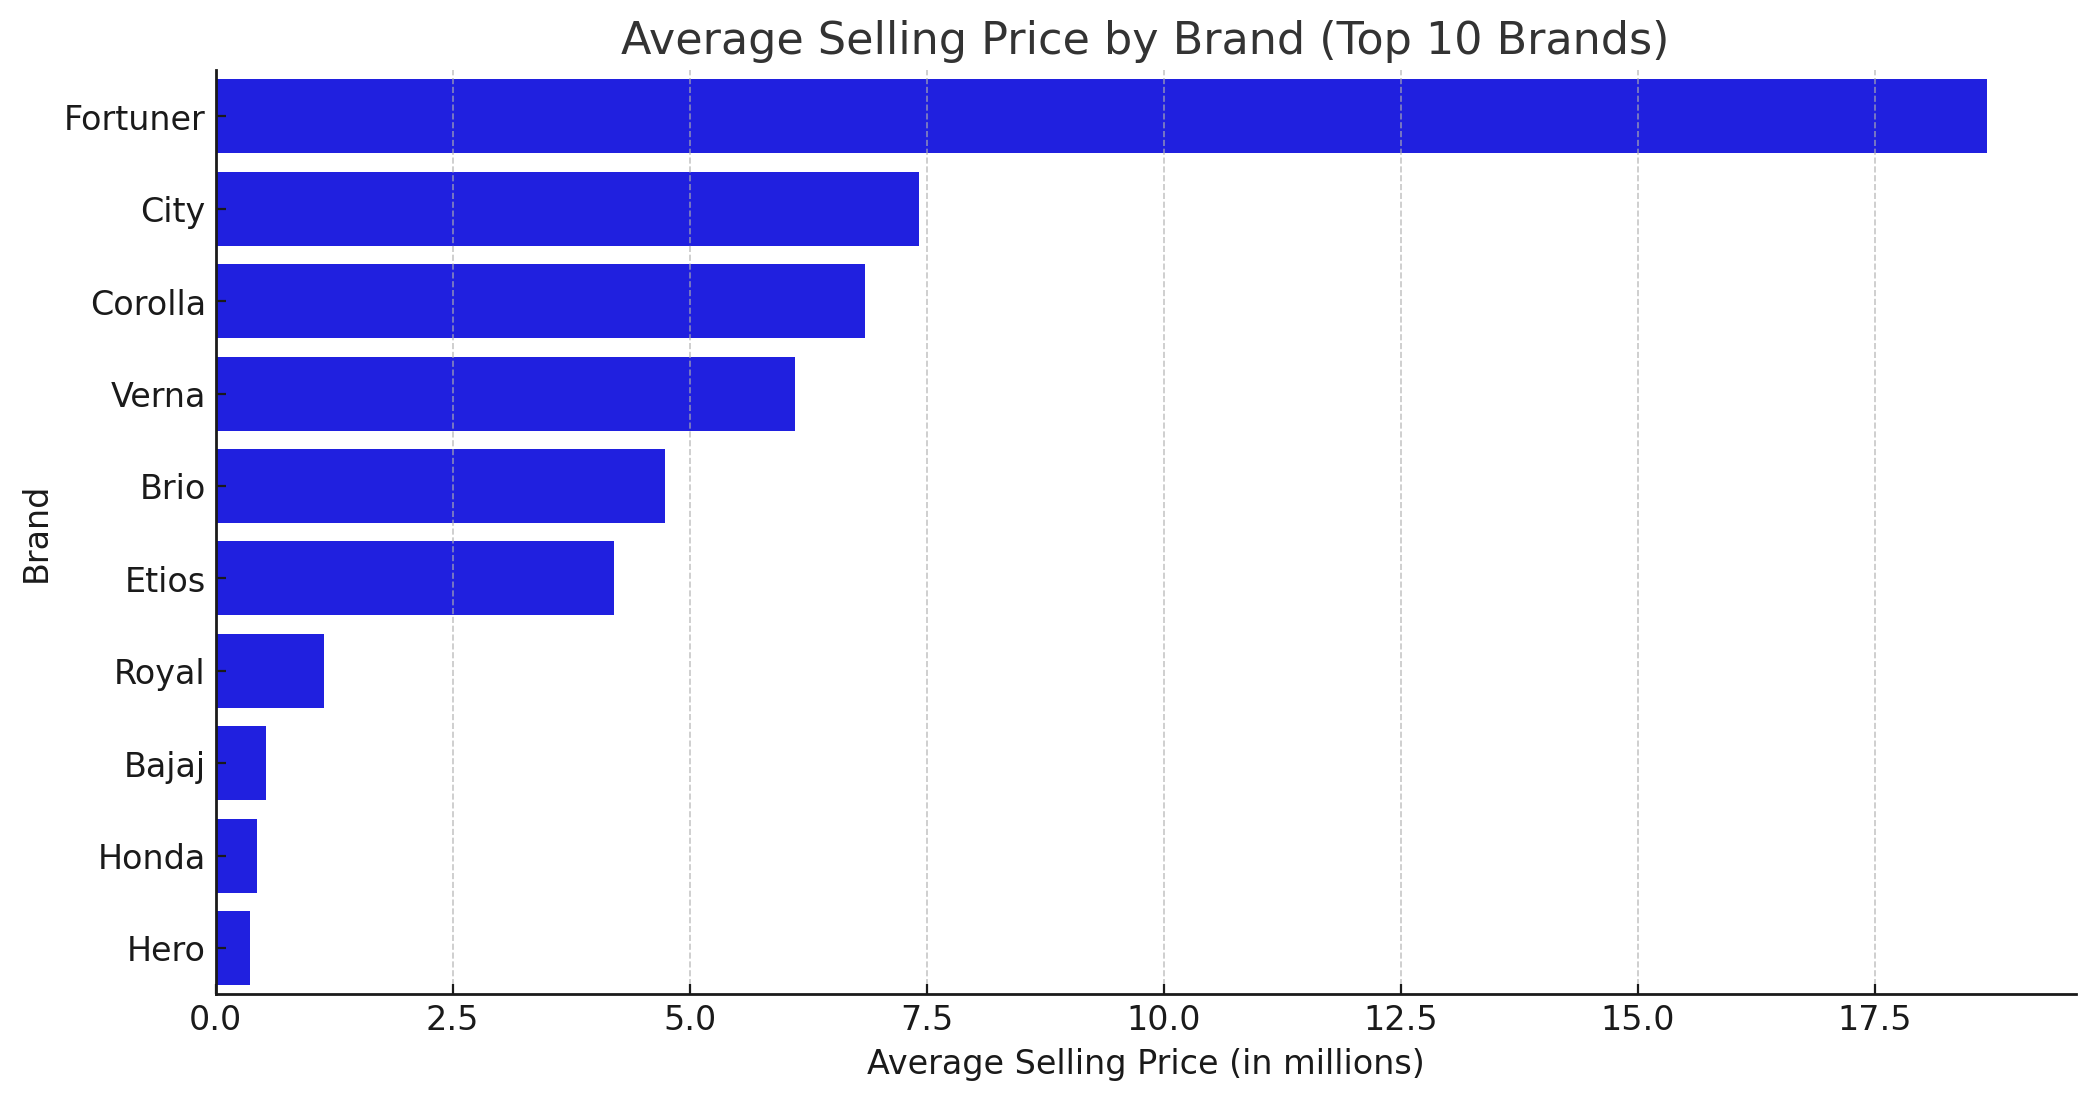 Average Selling Price by Brand (Top 10 Brands)
Brand
Fortuner
City
Corolla
Verna
Brio
Etios
Royal
Bajaj
Honda
Hero
0.0 2.5 5.0 7.5 10.0 12.5 15.0 17.5
Average Selling Price (in millions)